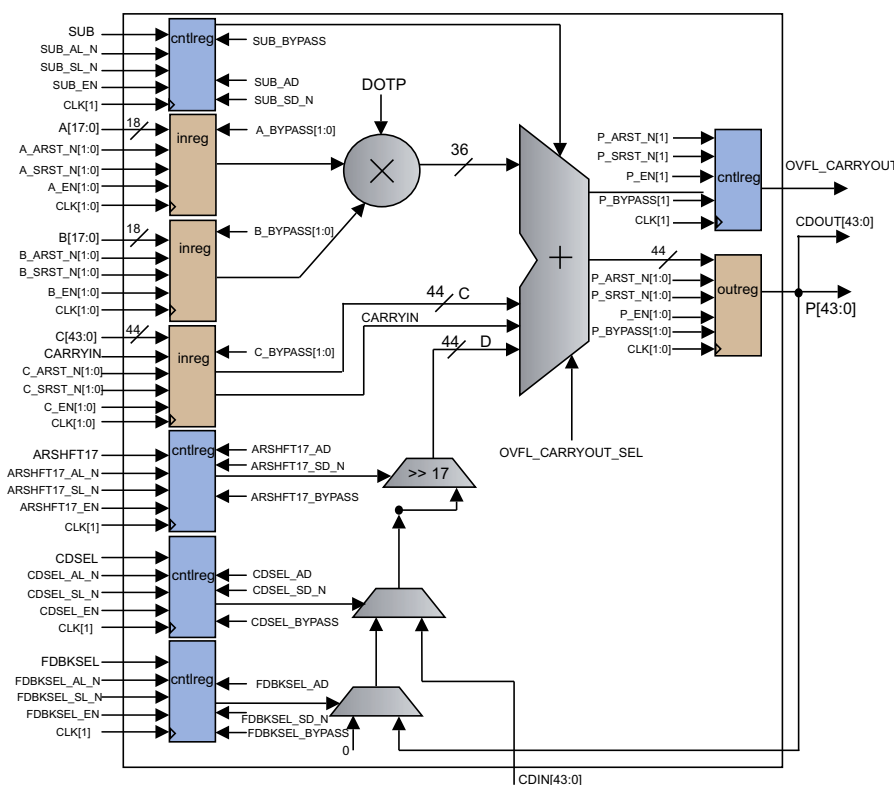 SUB
SUB_AL_N
SUB_SL_N
SUB_EN
CLK[1]
cntlreg
SUB_BYPASS
SUB_AD
SUB_SD_N
DOTP
A[17:0]
18
A_ARST_N[1:0]
A_SRST_N[1:0]
A_EN[1:0]
CLK[1:0]
inreg
A_BYPASS[1:0]
36
B[17:0]
18
B_ARST_N[1:0]
B_SRST_N[1:0]
B_EN[1:0]
CLK[1:0]
inreg
B_BYPASS[1:0]
C[43:0]
44
CARRYIN
C_ARST_N[1:0]
C_SRST_N[1:0]
C_EN[1:0]
CLK[1:0]
inreg
C_BYPASS[1:0]
44 C
CARRYIN
44 D
ARSHFT17
ARSHFT17_AL_N
ARSHFT17_SL_N
ARSHFT17_EN
CLK[1]
cntlreg
ARSHFT17_AD
ARSHFT17_SD_N
ARSHFT17_BYPASS
>> 17
CDSEL
CDSEL_AL_N
CDSEL_SL_N
CDSEL_EN
CLK[1]
cntlreg
CDSEL_AD
CDSEL_SD_N
CDSEL_BYPASS
FDBKSEL
FDBKSEL_AL_N
FDBKSEL_SL_N
FDBKSEL_EN
CLK[1]
cntlreg
FDBKSEL_AD
FDBKSEL_SD_N
FDBKSEL_BYPASS
0
CDIN[43:0]
+
OVFL_CARRYOUT_SEL
P_ARST_N[1]
P_SRST_N[1]
P_EN[1]
P_BYPASS[1]
CLK[1]
cntlreg
OVFL_CARRYOUT
CDOUT[43:0]
44
P_ARST_N[1:0]
P_SRST_N[1:0]
P_EN[1:0]
P_BYPASS[1:0]
CLK[1:0]
outreg
P[43:0]